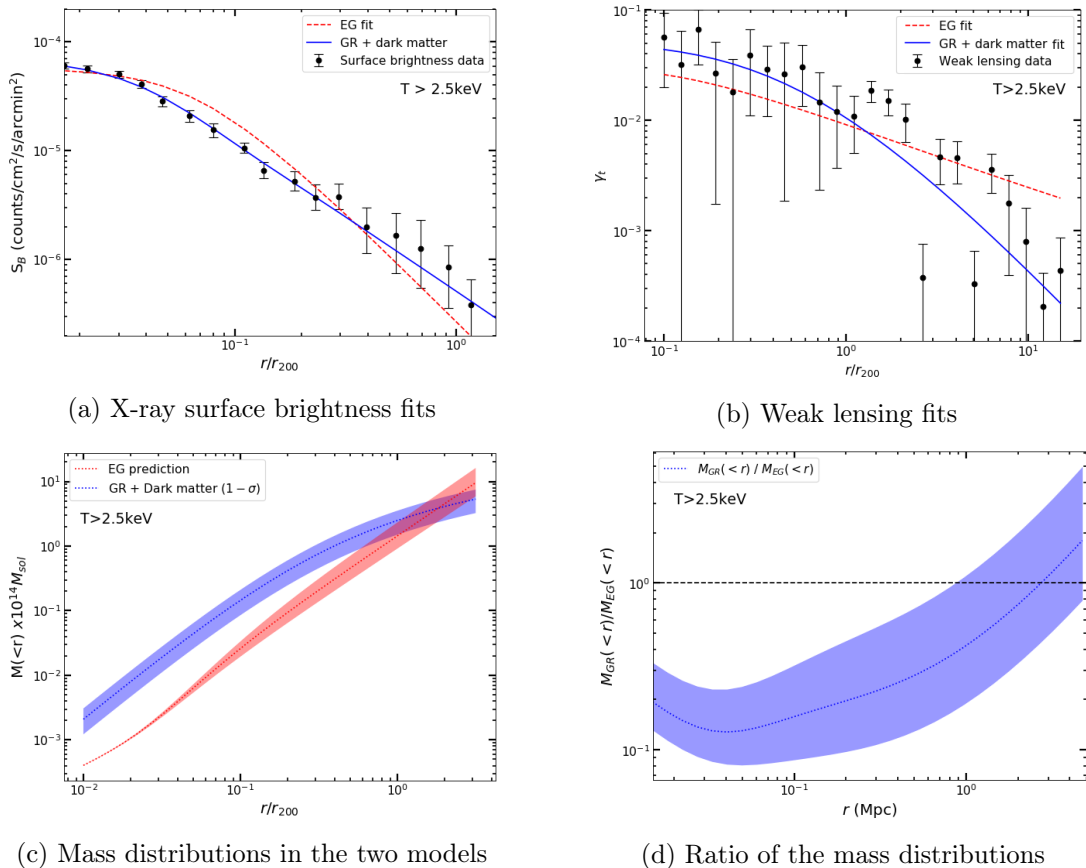 EG fit
GR + dark matter
Surface brightness data
T > 2.5keV
10⁻⁴
10⁻⁵
10⁻⁶
S_B (counts/cm²/s/arcmin²)
10⁻¹
10⁰
r/r₂₀₀
(a) X-ray surface brightness fits
EG fit
GR + dark matter fit
Weak lensing data
T>2.5keV
10⁻¹
10⁻²
10⁻³
10⁻⁴
γ_t
10⁻¹
10⁰
10¹
r/r₂₀₀
(b) Weak lensing fits
EG prediction
GR + Dark matter (1 − σ)
T>2.5keV
10¹
10⁰
10⁻¹
10⁻²
10⁻³
M(<r) x10¹⁴M_sol
10⁻²
10⁻¹
10⁰
r/r₂₀₀
(c) Mass distributions in the two models
M_GR(<r) / M_EG(<r)
T>2.5keV
10⁰
10⁻¹
M_GR(<r)/M_EG(<r)
10⁻¹
10⁰
r (Mpc)
(d) Ratio of the mass distributions